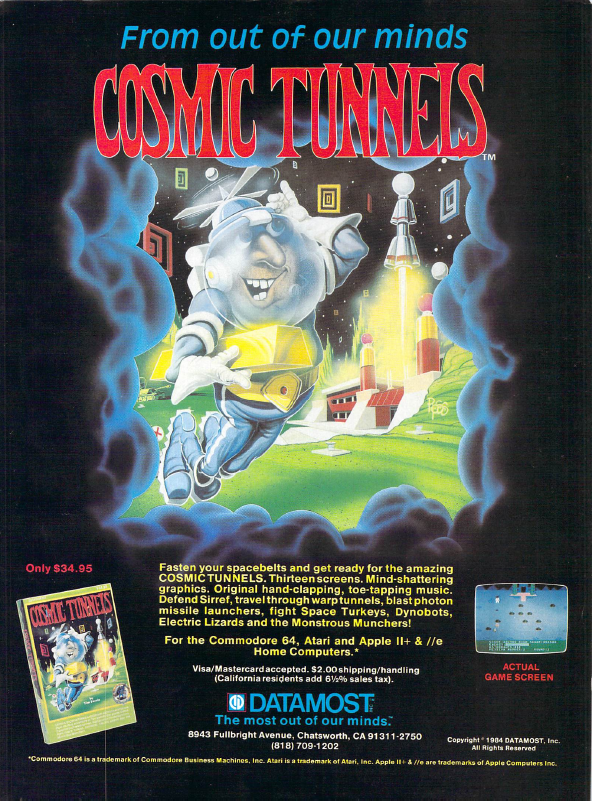 From out of our minds
COSMIC TUNNELS
TM
Only $34.95
COSMIC TUNNELS
Fasten your spacebelts and get ready for the amazing
COSMIC TUNNELS. Thirteen screens. Mind-shattering
graphics. Original hand-clapping, toe-tapping music.
Defend Sirref, travel through warp tunnels, blast photon
missile launchers, fight Space Turkeys, Dynobots,
Electric Lizards and the Monstrous Munchers!
For the Commodore 64, Atari and Apple II+ & //e
Home Computers.*
Visa/Mastercard accepted. $2.00 shipping/handling
(California residents add 6½% sales tax).
ACTUAL
GAME SCREEN
DATAMOST
The most out of our minds.™
8943 Fullbright Avenue, Chatsworth, CA 91311-2750
(818) 709-1202
Copyright © 1984 DATAMOST, Inc.
All Rights Reserved
*Commodore 64 is a trademark of Commodore Business Machines, Inc. Atari is a trademark of Atari, Inc. Apple II+ & //e are trademarks of Apple Computers Inc.